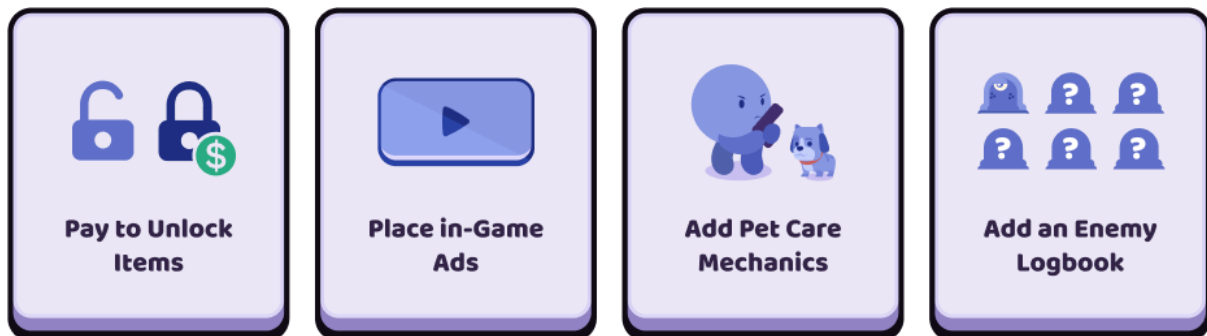 $
?
?
?
?
?
Pay to Unlock
Items
Place in-Game
Ads
Add Pet Care
Mechanics
Add an Enemy
Logbook